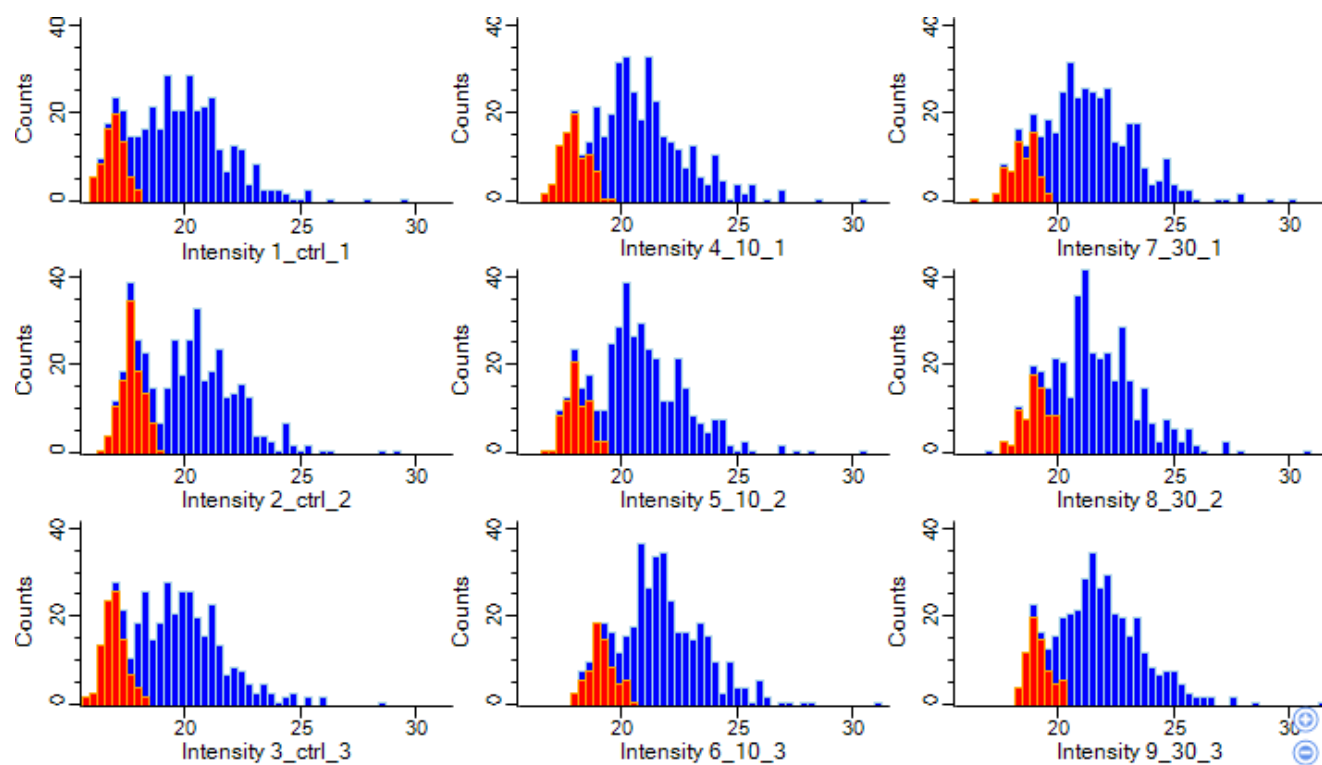 40 40 40
Counts Counts Counts
20 20 20
0 0 0
20 25 30 20 25 30 20 25 30
Intensity 1_ctrl_1 Intensity 4_10_1 Intensity 7_30_1
40 40 40
Counts Counts Counts
20 20 20
0 0 0
20 25 30 20 25 30 20 25 30
Intensity 2_ctrl_2 Intensity 5_10_2 Intensity 8_30_2
40 40 40
Counts Counts Counts
20 20 20
0 0 0
20 25 30 20 25 30 20 25 30
Intensity 3_ctrl_3 Intensity 6_10_3 Intensity 9_30_3